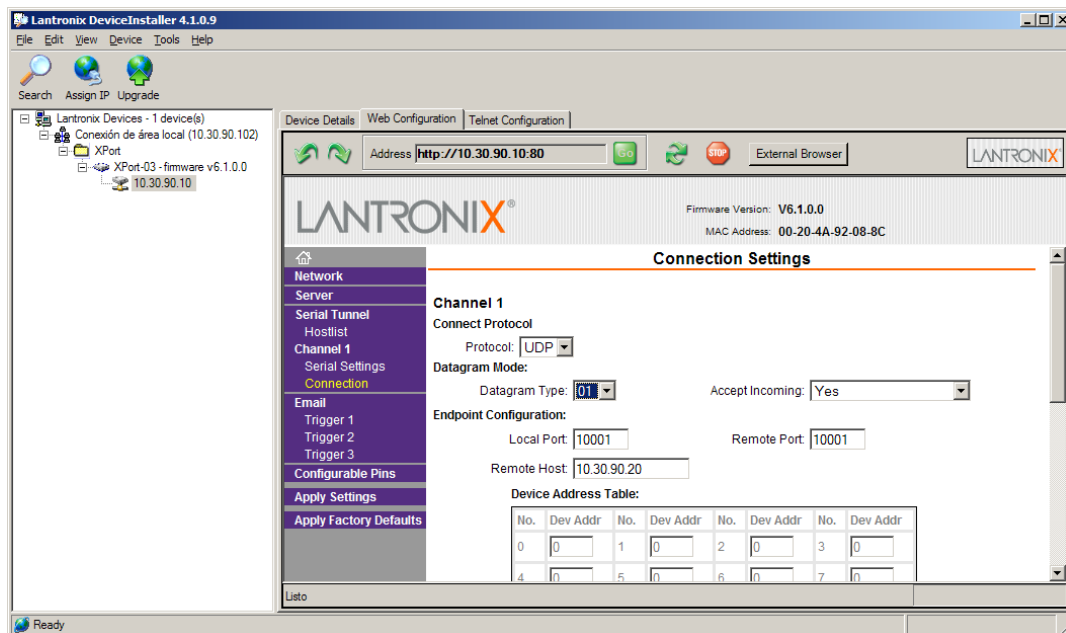 Lantronix DeviceInstaller 4.1.0.9
File Edit View Device Tools Help
Search Assign IP Upgrade
Lantronix Devices - 1 device(s)
Conexión de área local (10.30.90.102)
XPort
XPort-03 - firmware v6.1.0.0
10.30.90.10
Device Details Web Configuration Telnet Configuration
Address http://10.30.90.10:80 GO STOP External Browser LANTRONIX
LANTRONIX®
Firmware Version: V6.1.0.0
MAC Address: 00-20-4A-92-08-8C
Network
Server
Serial Tunnel
Hostlist
Channel 1
Serial Settings
Connection
Email
Trigger 1
Trigger 2
Trigger 3
Configurable Pins
Apply Settings
Apply Factory Defaults
Connection Settings
Channel 1
Connect Protocol
Protocol: UDP
Datagram Mode:
Datagram Type: 01 Accept Incoming: Yes
Endpoint Configuration:
Local Port: 10001 Remote Port: 10001
Remote Host: 10.30.90.20
Device Address Table:
No. Dev Addr No. Dev Addr No. Dev Addr No. Dev Addr
0 0 1 0 2 0 3 0
4 0 5 0 6 0 7 0
Listo
Ready